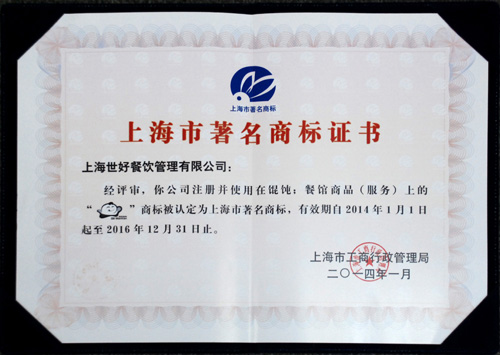 上海市著名商标
上海市著名商标证书
上海世好餐饮管理有限公司：
经评审，你公司注册并使用在馄饨；餐馆商品（服务）上的
“ ”商标被认定为上海市著名商标，有效期自2014年1月1日
起至2016年12月31日止。
上海市工商行政管理局
二〇一四年一月